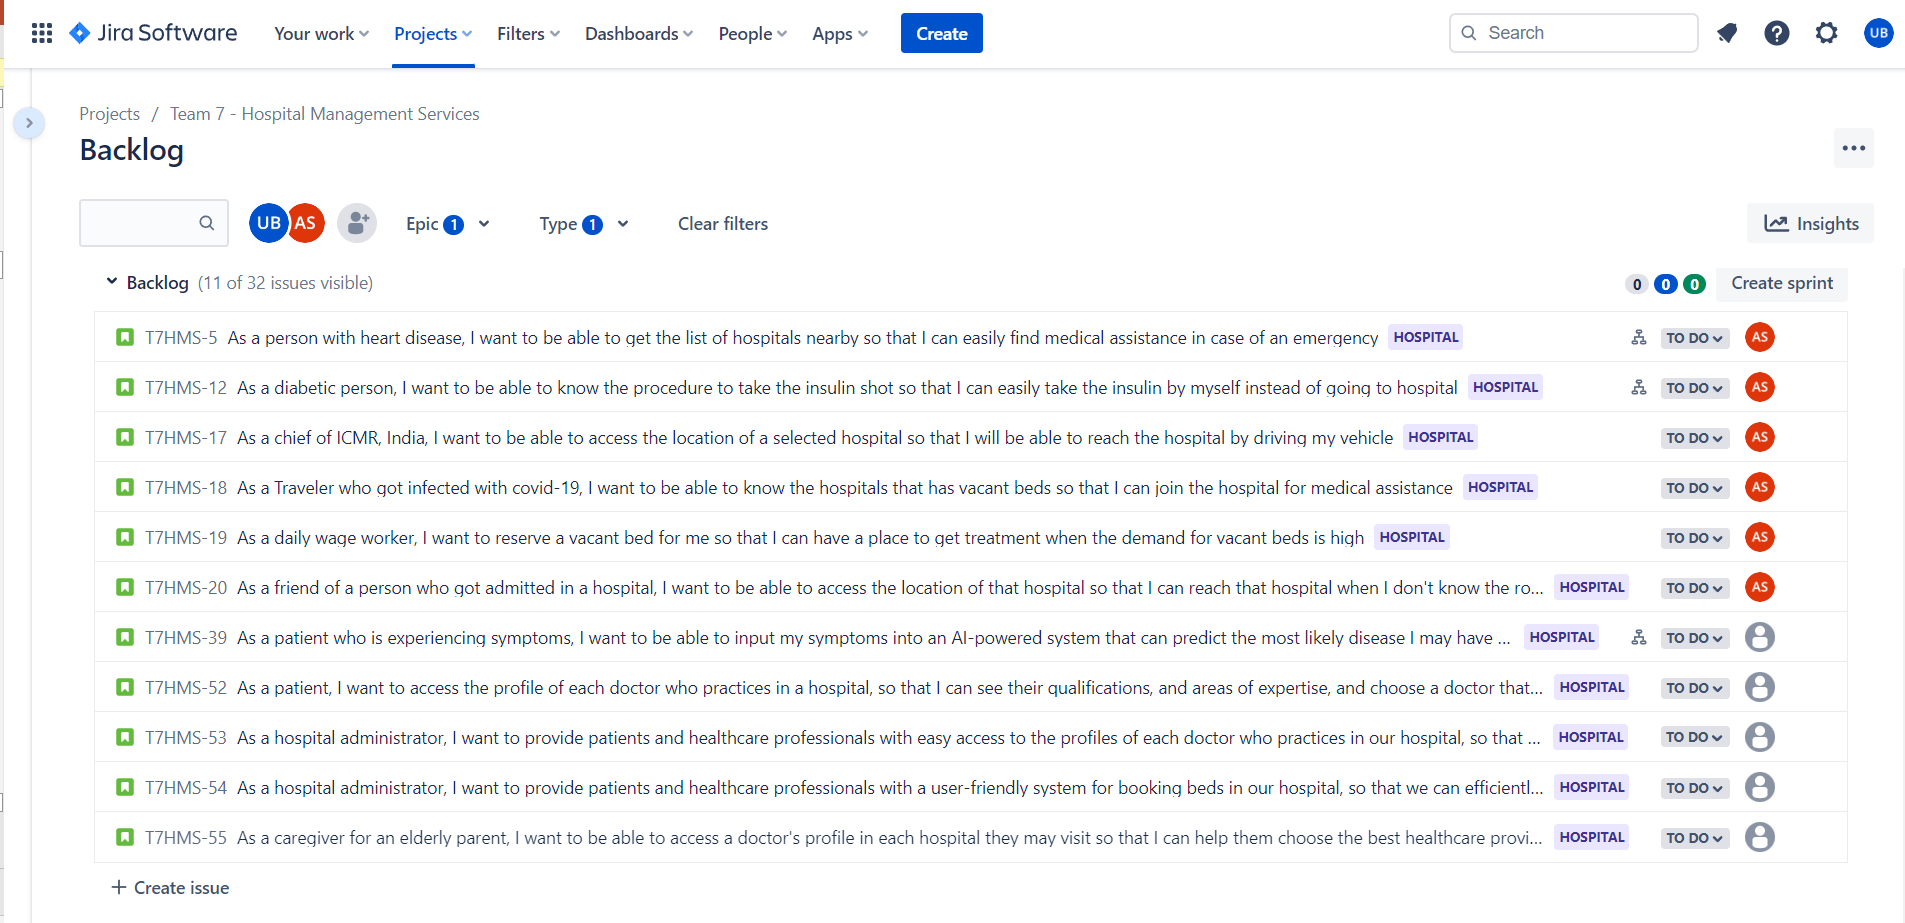 Jira Software Your work Projects Filters Dashboards People Apps Create Search UB
Projects / Team 7 - Hospital Management Services
Backlog
UB AS Epic 1 Type 1 Clear filters Insights
Backlog (11 of 32 issues visible) 0 0 0 Create sprint
T7HMS-5 As a person with heart disease, I want to be able to get the list of hospitals nearby so that I can easily find medical assistance in case of an emergency HOSPITAL TO DO AS
T7HMS-12 As a diabetic person, I want to be able to know the procedure to take the insulin shot so that I can easily take the insulin by myself instead of going to hospital HOSPITAL TO DO AS
T7HMS-17 As a chief of ICMR, India, I want to be able to access the location of a selected hospital so that I will be able to reach the hospital by driving my vehicle HOSPITAL TO DO AS
T7HMS-18 As a Traveler who got infected with covid-19, I want to be able to know the hospitals that has vacant beds so that I can join the hospital for medical assistance HOSPITAL TO DO AS
T7HMS-19 As a daily wage worker, I want to reserve a vacant bed for me so that I can have a place to get treatment when the demand for vacant beds is high HOSPITAL TO DO AS
T7HMS-20 As a friend of a person who got admitted in a hospital, I want to be able to access the location of that hospital so that I can reach that hospital when I don't know the ro... HOSPITAL TO DO AS
T7HMS-39 As a patient who is experiencing symptoms, I want to be able to input my symptoms into an AI-powered system that can predict the most likely disease I may have ... HOSPITAL TO DO
T7HMS-52 As a patient, I want to access the profile of each doctor who practices in a hospital, so that I can see their qualifications, and areas of expertise, and choose a doctor that... HOSPITAL TO DO
T7HMS-53 As a hospital administrator, I want to provide patients and healthcare professionals with easy access to the profiles of each doctor who practices in our hospital, so that ... HOSPITAL TO DO
T7HMS-54 As a hospital administrator, I want to provide patients and healthcare professionals with a user-friendly system for booking beds in our hospital, so that we can efficientl... HOSPITAL TO DO
T7HMS-55 As a caregiver for an elderly parent, I want to be able to access a doctor's profile in each hospital they may visit so that I can help them choose the best healthcare provi... HOSPITAL TO DO
+ Create issue